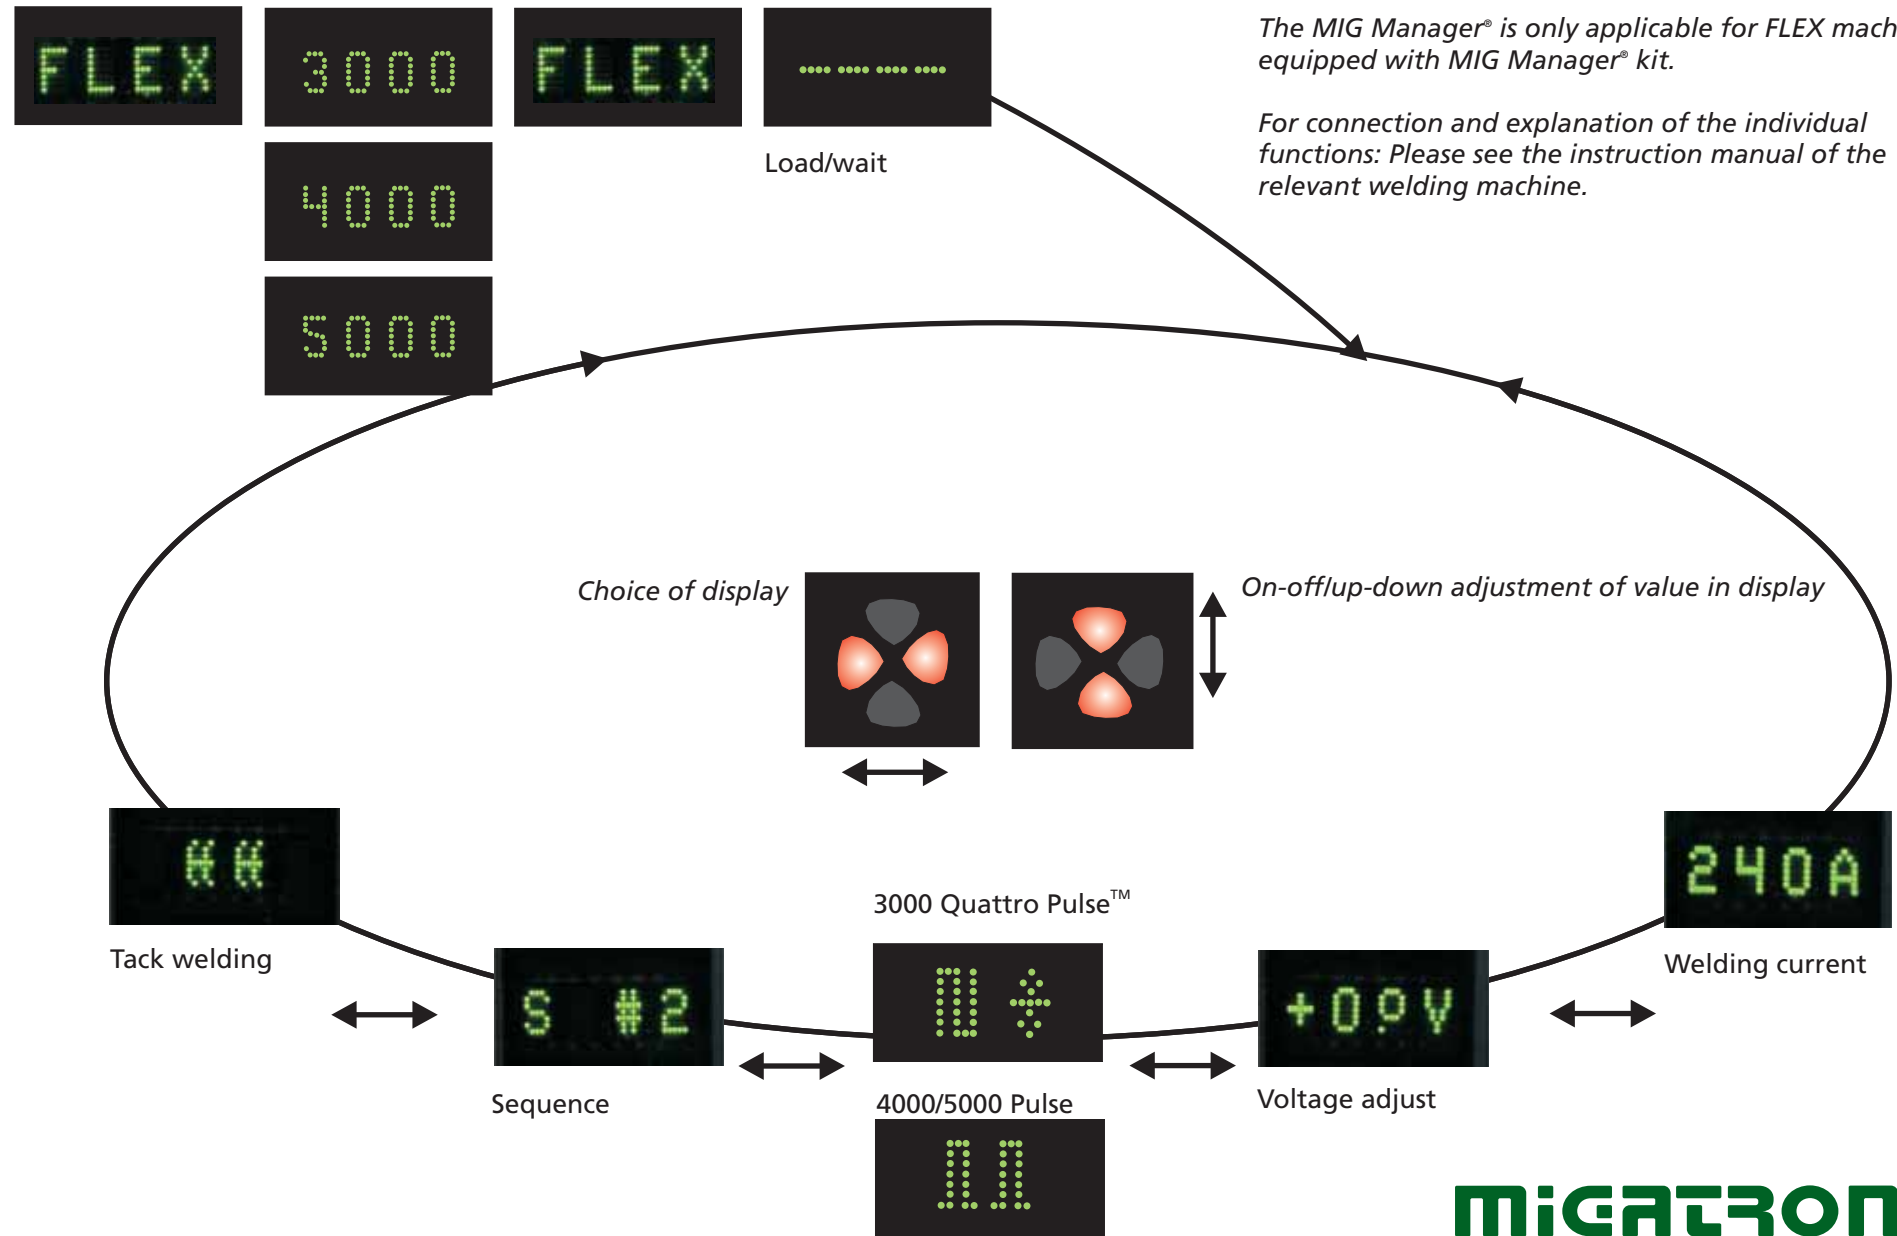 FLEX 3000 FLEX
4000
5000
Load/wait
The MIG Manager® is only applicable for FLEX mach
equipped with MIG Manager® kit.
For connection and explanation of the individual
functions: Please see the instruction manual of the
relevant welding machine.
Choice of display
On-off/up-down adjustment of value in display
Tack welding
S #2
Sequence
3000 Quattro Pulse™
4000/5000 Pulse
+0.0V
Voltage adjust
240A
Welding current
MIGATRON